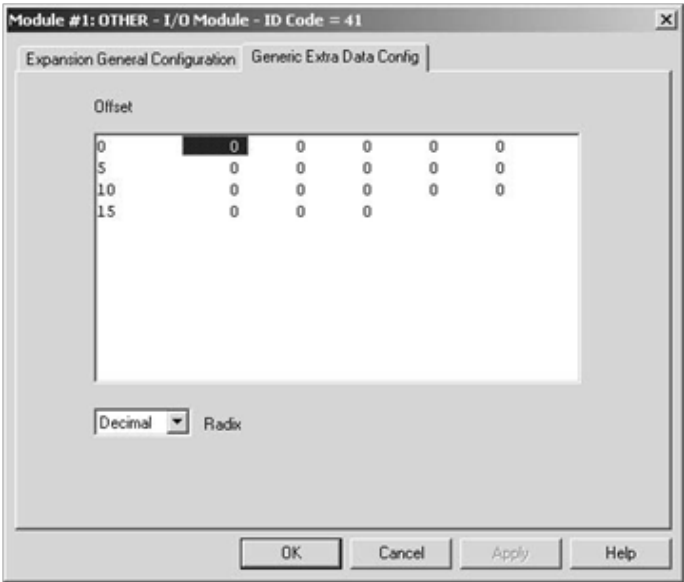 Module #1: OTHER - I/O Module - ID Code = 41
Expansion General Configuration Generic Extra Data Config
Offset
0 0 0 0 0 0
5 0 0 0 0 0
10 0 0 0 0 0
15 0 0 0
Decimal Radix
OK Cancel Apply Help